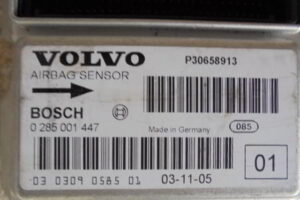 VOLVO P30658913
AIRBAG SENSOR
BOSCH
0 285 001 447 Made in Germany 085
01
03 0309 0585 01 03-11-05